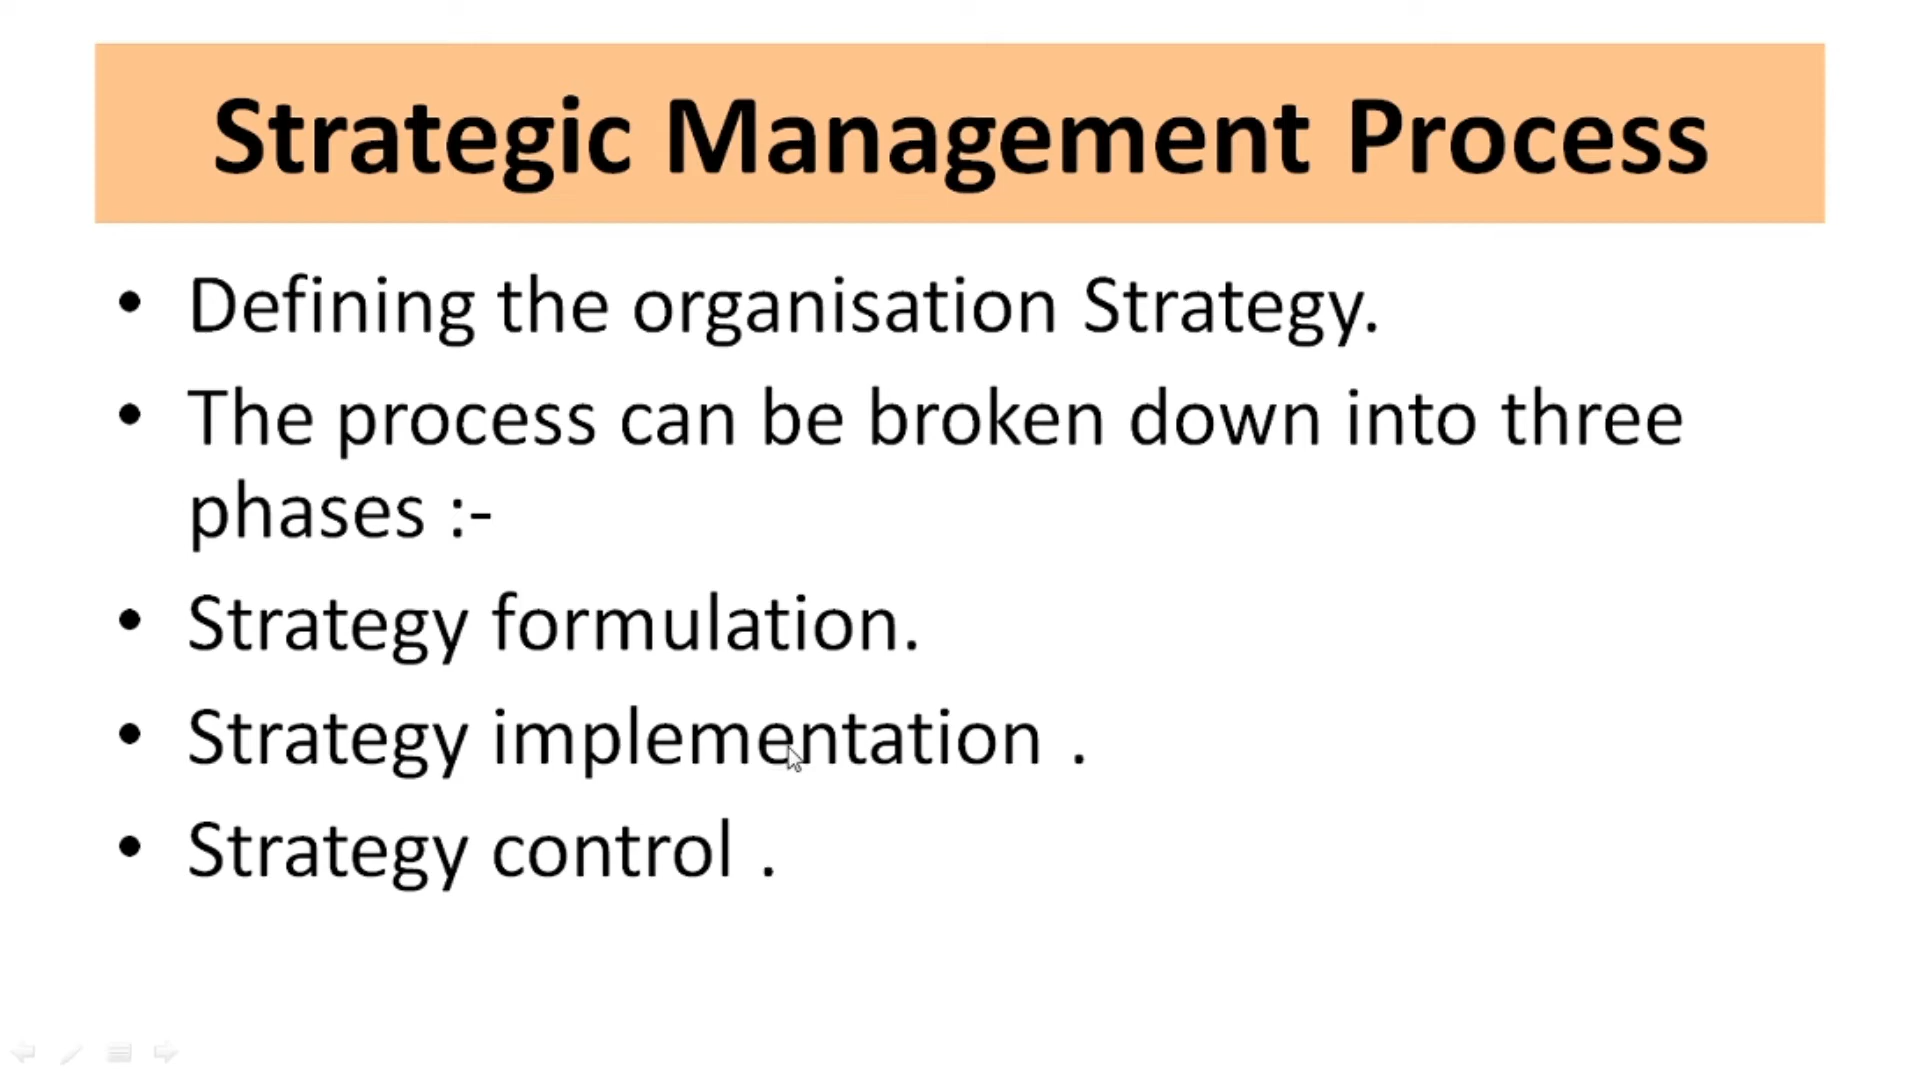 Strategic Management Process
• Defining the organisation Strategy.
• The process can be broken down into three
phases :-
• Strategy formulation.
• Strategy implementation .
• Strategy control .